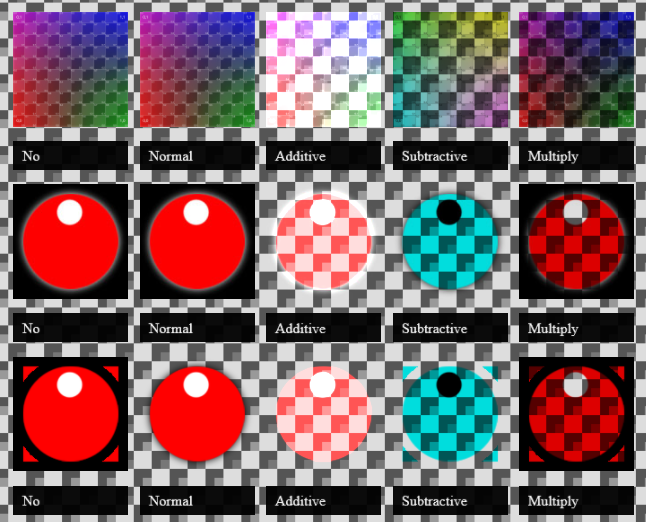 No
Normal
Additive
Subtractive
Multiply
No
Normal
Additive
Subtractive
Multiply
No
Normal
Additive
Subtractive
Multiply